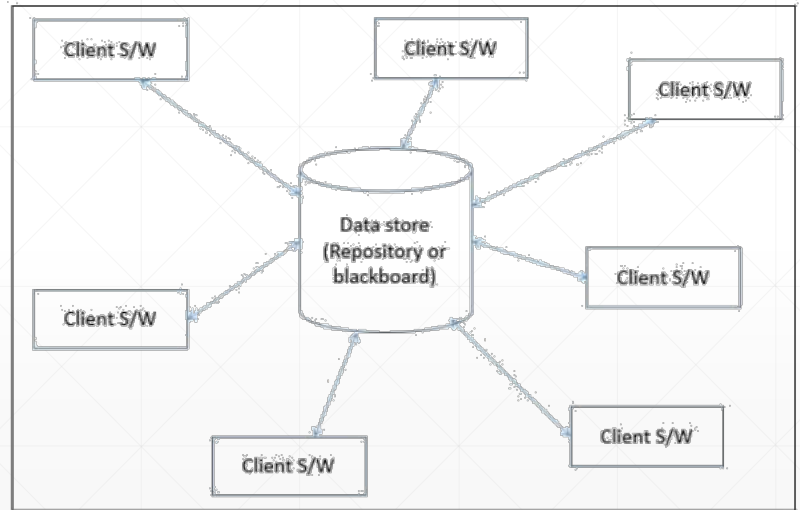 Client S/W
Client S/W
Client S/W
Data store
(Repository or
blackboard)
Client S/W
Client S/W
Client S/W
Client S/W